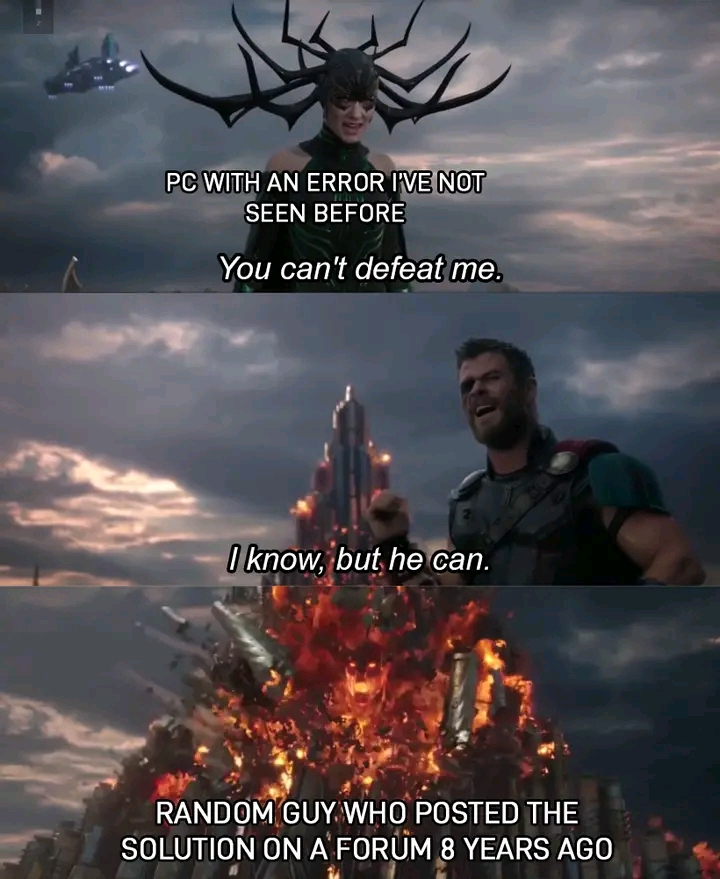 PC WITH AN ERROR I'VE NOT
SEEN BEFORE
You can't defeat me.
I know, but he can.
RANDOM GUY WHO POSTED THE
SOLUTION ON A FORUM 8 YEARS AGO